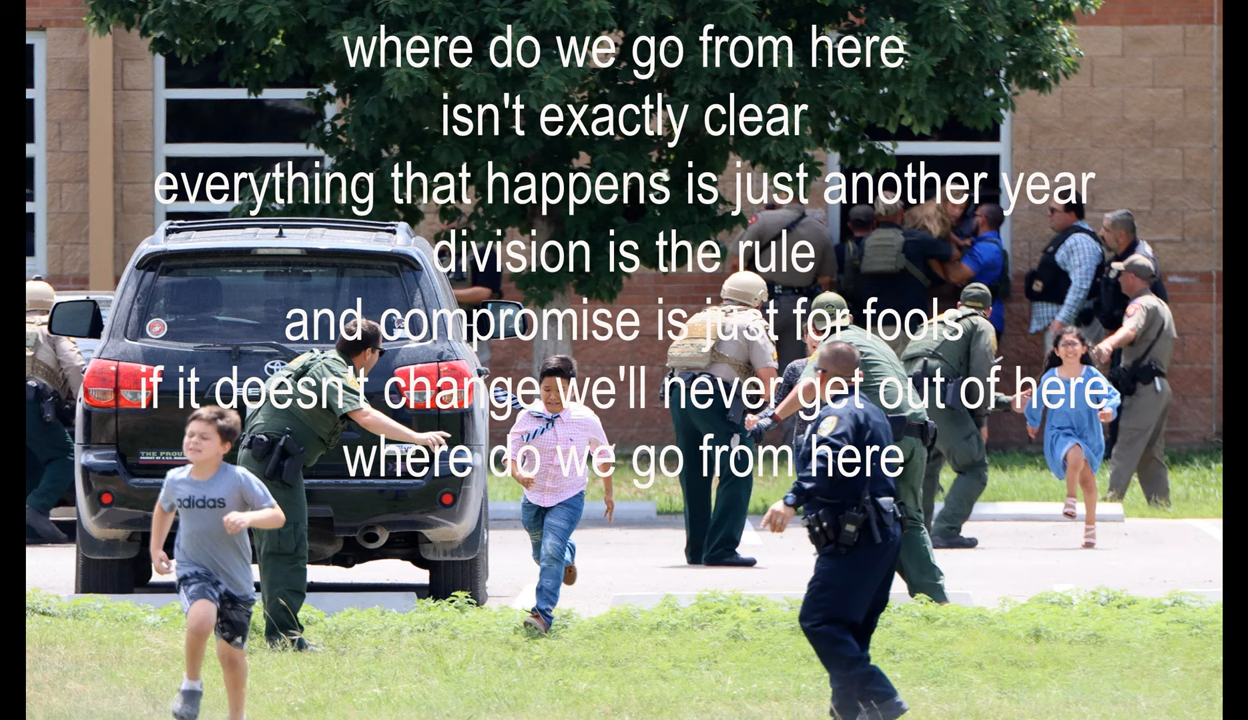 where do we go from here
isn't exactly clear
everything that happens is just another year
division is the rule
and compromise is just for fools
if it doesn't change we'll never get out of here
where do we go from here
adidas
THE PROU